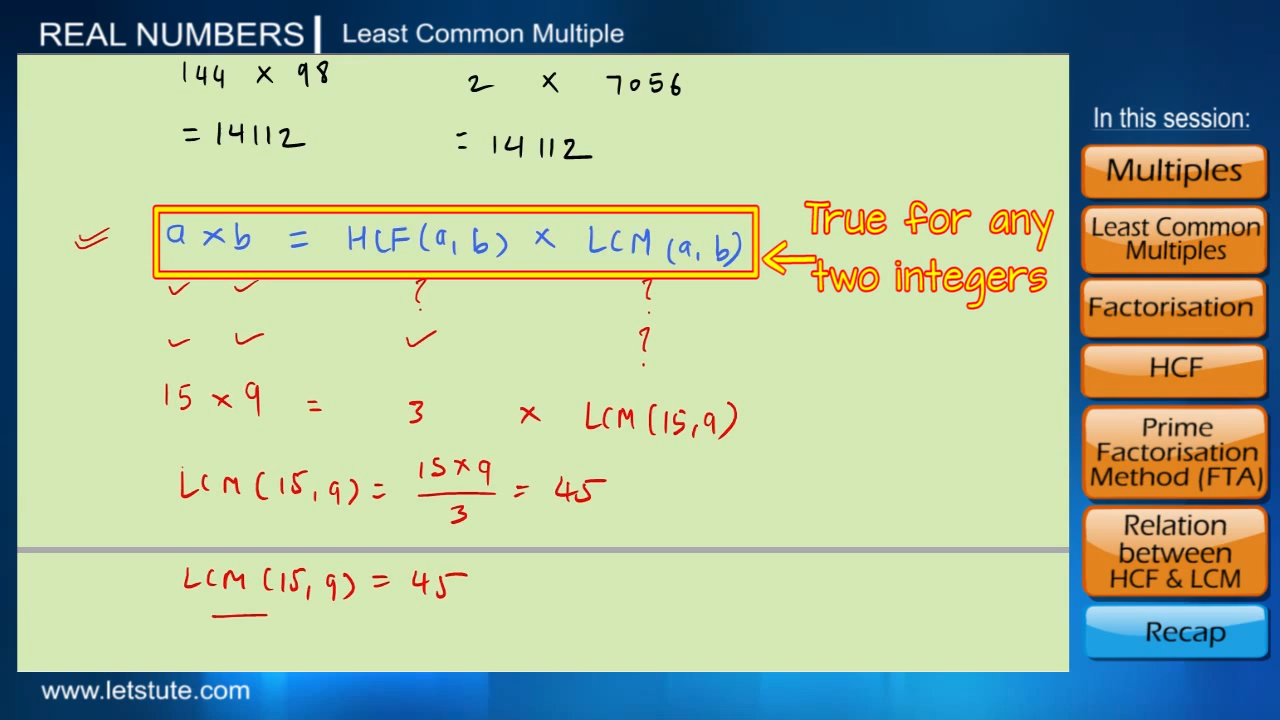 REAL NUMBERS | Least Common Multiple
144 × 98 2 × 7056
= 14112 = 14112
a × b = HCF(a, b) × LCM(a, b)
True for any
two integers
✓ ✓ ? ?
✓ ✓ ✓ ?
15 × 9 = 3 × LCM(15,9)
LCM(15,9) = 15×9 = 45
3
LCM(15,9) = 45
In this session:
Multiples
Least Common
Multiples
Factorisation
HCF
Prime
Factorisation
Method (FTA)
Relation
between
HCF & LCM
Recap
www.letstute.com